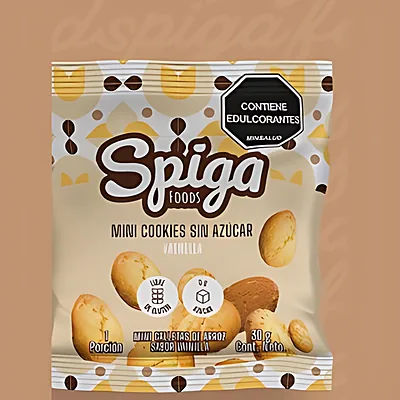 CONTIENE
EDULCORANTES
MINSALUD
Spiga
FOODS
MINI COOKIES SIN AZÚCAR
VAINILLA
LIBRE
DE GLUTEN
AZÚCAR
1
Porción
MINI GALLETAS DE ARROZ
SABOR VAINILLA
30 g
Cont. Neto.